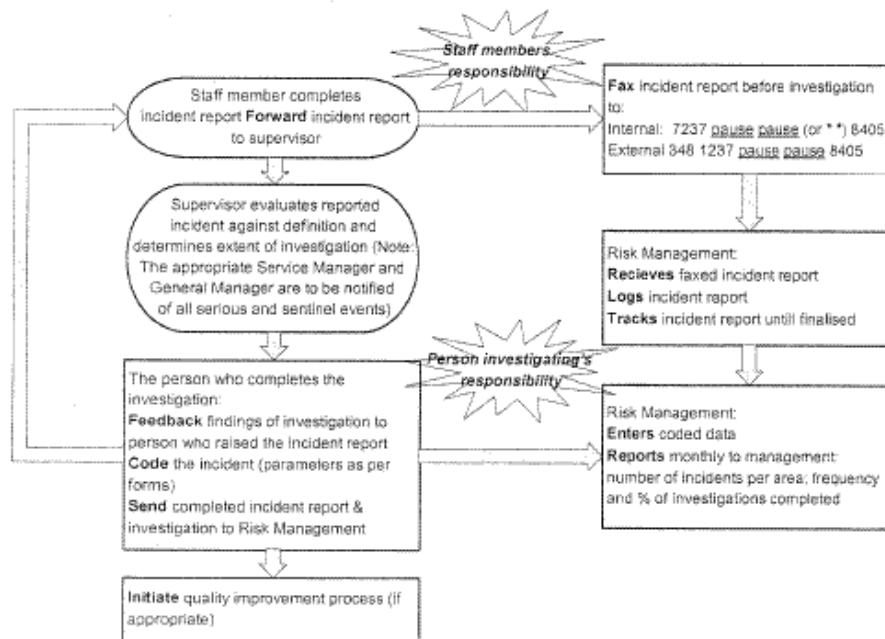 Staff members
responsibility
Staff member completes
incident report Forward incident report
to supervisor
Fax incident report before investigation
to:
Internal: 7237 pause pause (or * *) 8405
External 348 1237 pause pause 8405
Supervisor evaluates reported
incident against definition and
determines extent of investigation (Note:
The appropriate Service Manager and
General Manager are to be notified
of all serious and sentinel events)
Risk Management:
Recieves faxed incident report
Logs incident report
Tracks incident report untill finalised
Person investigating's
responsibility
The person who completes the
investigation:
Feedback findings of investigation to
person who raised the incident report
Code the incident (parameters as per
forms)
Send completed incident report &
investigation to Risk Management
Risk Management:
Enters coded data
Reports monthly to management:
number of incidents per area; frequency
and % of investigations completed
Initiate quality improvement process (if
appropriate)